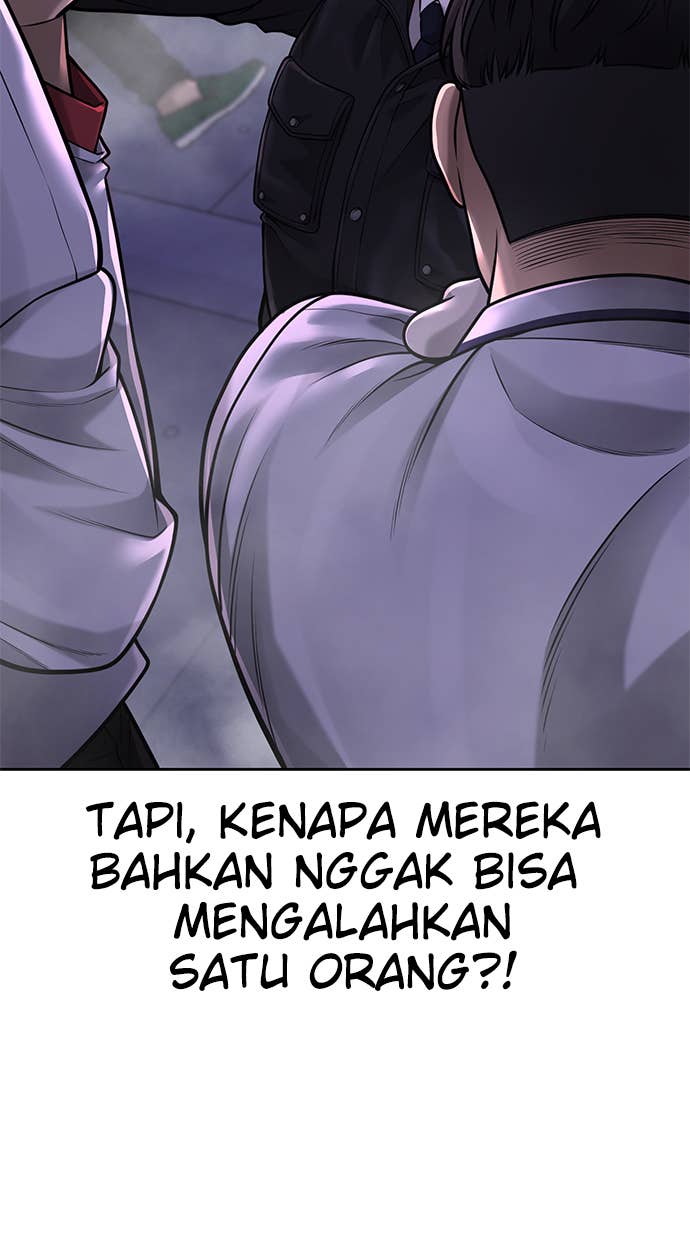 TAPI, KENAPA MEREKA
BAHKAN NGGAK BISA
MENGALAHKAN
SATU ORANG?!